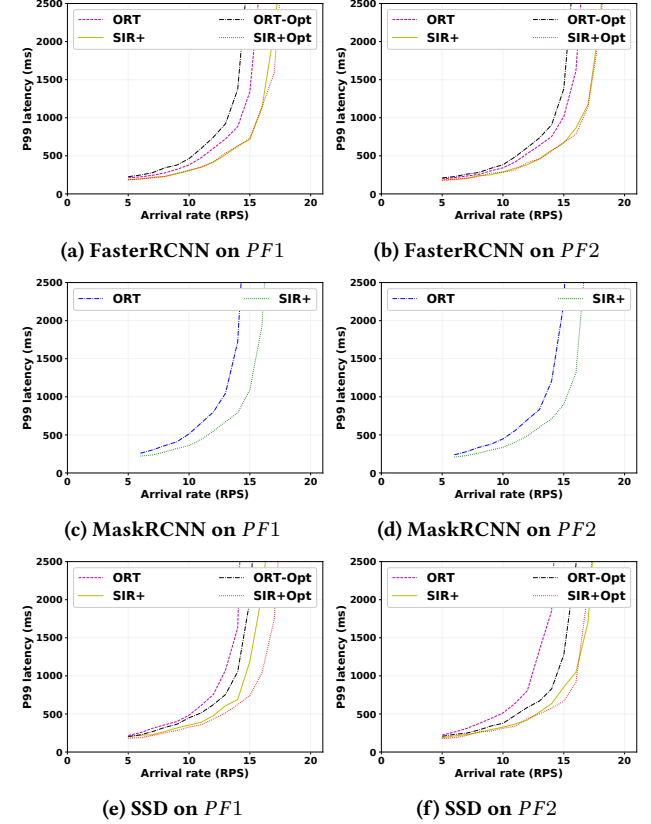 2500
2000
1500
1000
500
0
P99 latency (ms)
ORT
SIR+
ORT-Opt
SIR+Opt
0 5 10 15 20
Arrival rate (RPS)
(a) FasterRCNN on PF1
2500
2000
1500
1000
500
0
P99 latency (ms)
ORT
SIR+
ORT-Opt
SIR+Opt
0 5 10 15 20
Arrival rate (RPS)
(b) FasterRCNN on PF2
2500
2000
1500
1000
500
0
P99 latency (ms)
ORT
SIR+
0 5 10 15 20
Arrival rate (RPS)
(c) MaskRCNN on PF1
2500
2000
1500
1000
500
0
P99 latency (ms)
ORT
SIR+
0 5 10 15 20
Arrival rate (RPS)
(d) MaskRCNN on PF2
2500
2000
1500
1000
500
0
P99 latency (ms)
ORT
SIR+
ORT-Opt
SIR+Opt
0 5 10 15 20
Arrival rate (RPS)
(e) SSD on PF1
2500
2000
1500
1000
500
0
P99 latency (ms)
ORT
SIR+
ORT-Opt
SIR+Opt
0 5 10 15 20
Arrival rate (RPS)
(f) SSD on PF2